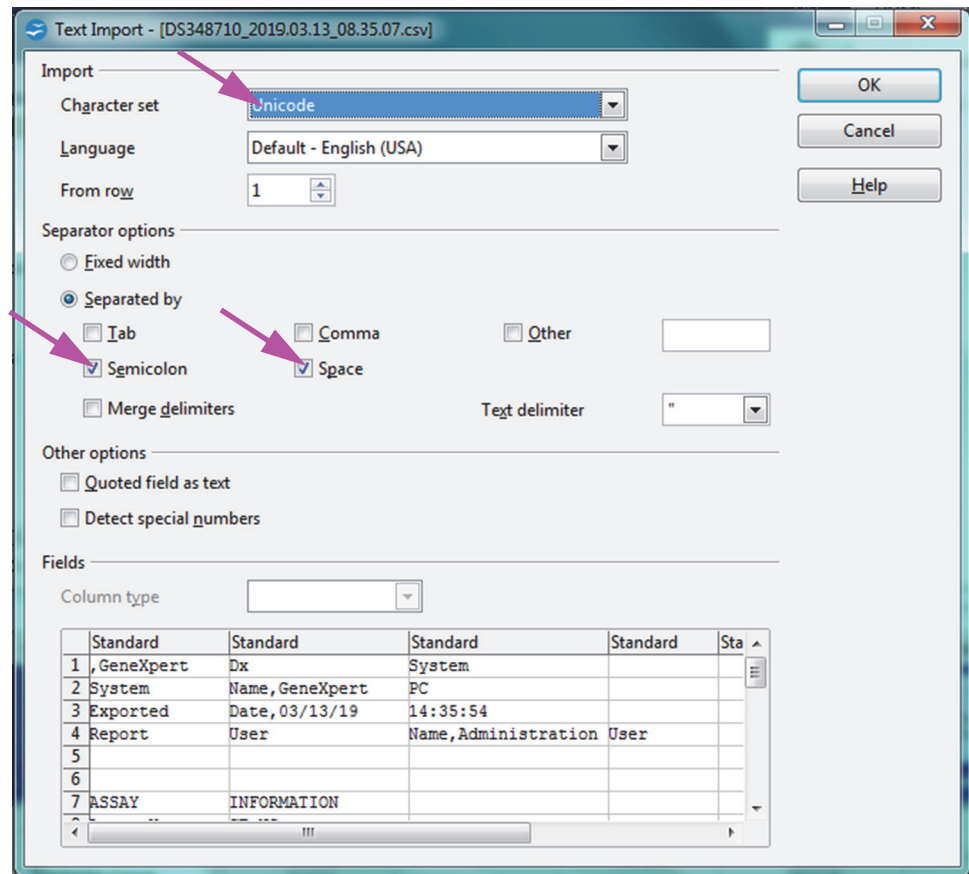 Text Import - [DS348710_2019.03.13_08.35.07.csv]
Import
OK
Character set Unicode
Cancel
Language Default - English (USA)
From row 1
Help
Separator options
Fixed width
Separated by
Tab Comma Other
Semicolon Space
Merge delimiters Text delimiter "
Other options
Quoted field as text
Detect special numbers
Fields
Column type
Standard Standard Standard Standard Sta
1 ,GeneXpert Dx System
2 System Name,GeneXpert PC
3 Exported Date,03/13/19 14:35:54
4 Report User Name,Administration User
5
6
7 ASSAY INFORMATION